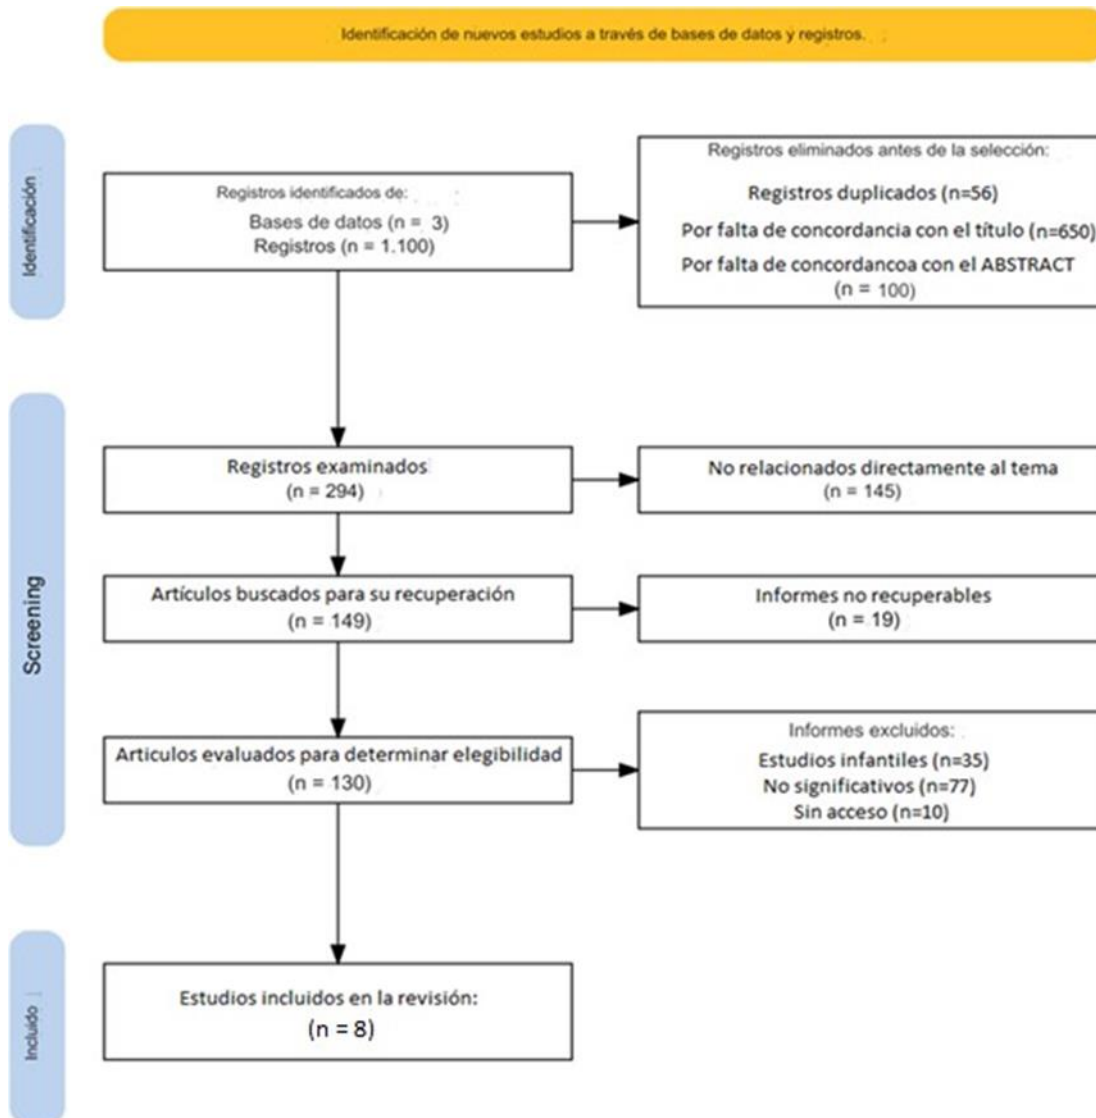 Identificación de nuevos estudios a través de bases de datos y registros.
Identificación
Registros identificados de:
Bases de datos (n = 3)
Registros (n = 1.100)
Registros eliminados antes de la selección:
Registros duplicados (n=56)
Por falta de concordancia con el título (n=650)
Por falta de concordancoa con el ABSTRACT
(n = 100)
Screening
Registros examinados
(n = 294)
No relacionados directamente al tema
(n = 145)
Artículos buscados para su recuperación
(n = 149)
Informes no recuperables
(n = 19)
Articulos evaluados para determinar elegibilidad
(n = 130)
Informes excluidos:
Estudios infantiles (n=35)
No significativos (n=77)
Sin acceso (n=10)
Incluido
Estudios incluidos en la revisión:
(n = 8)